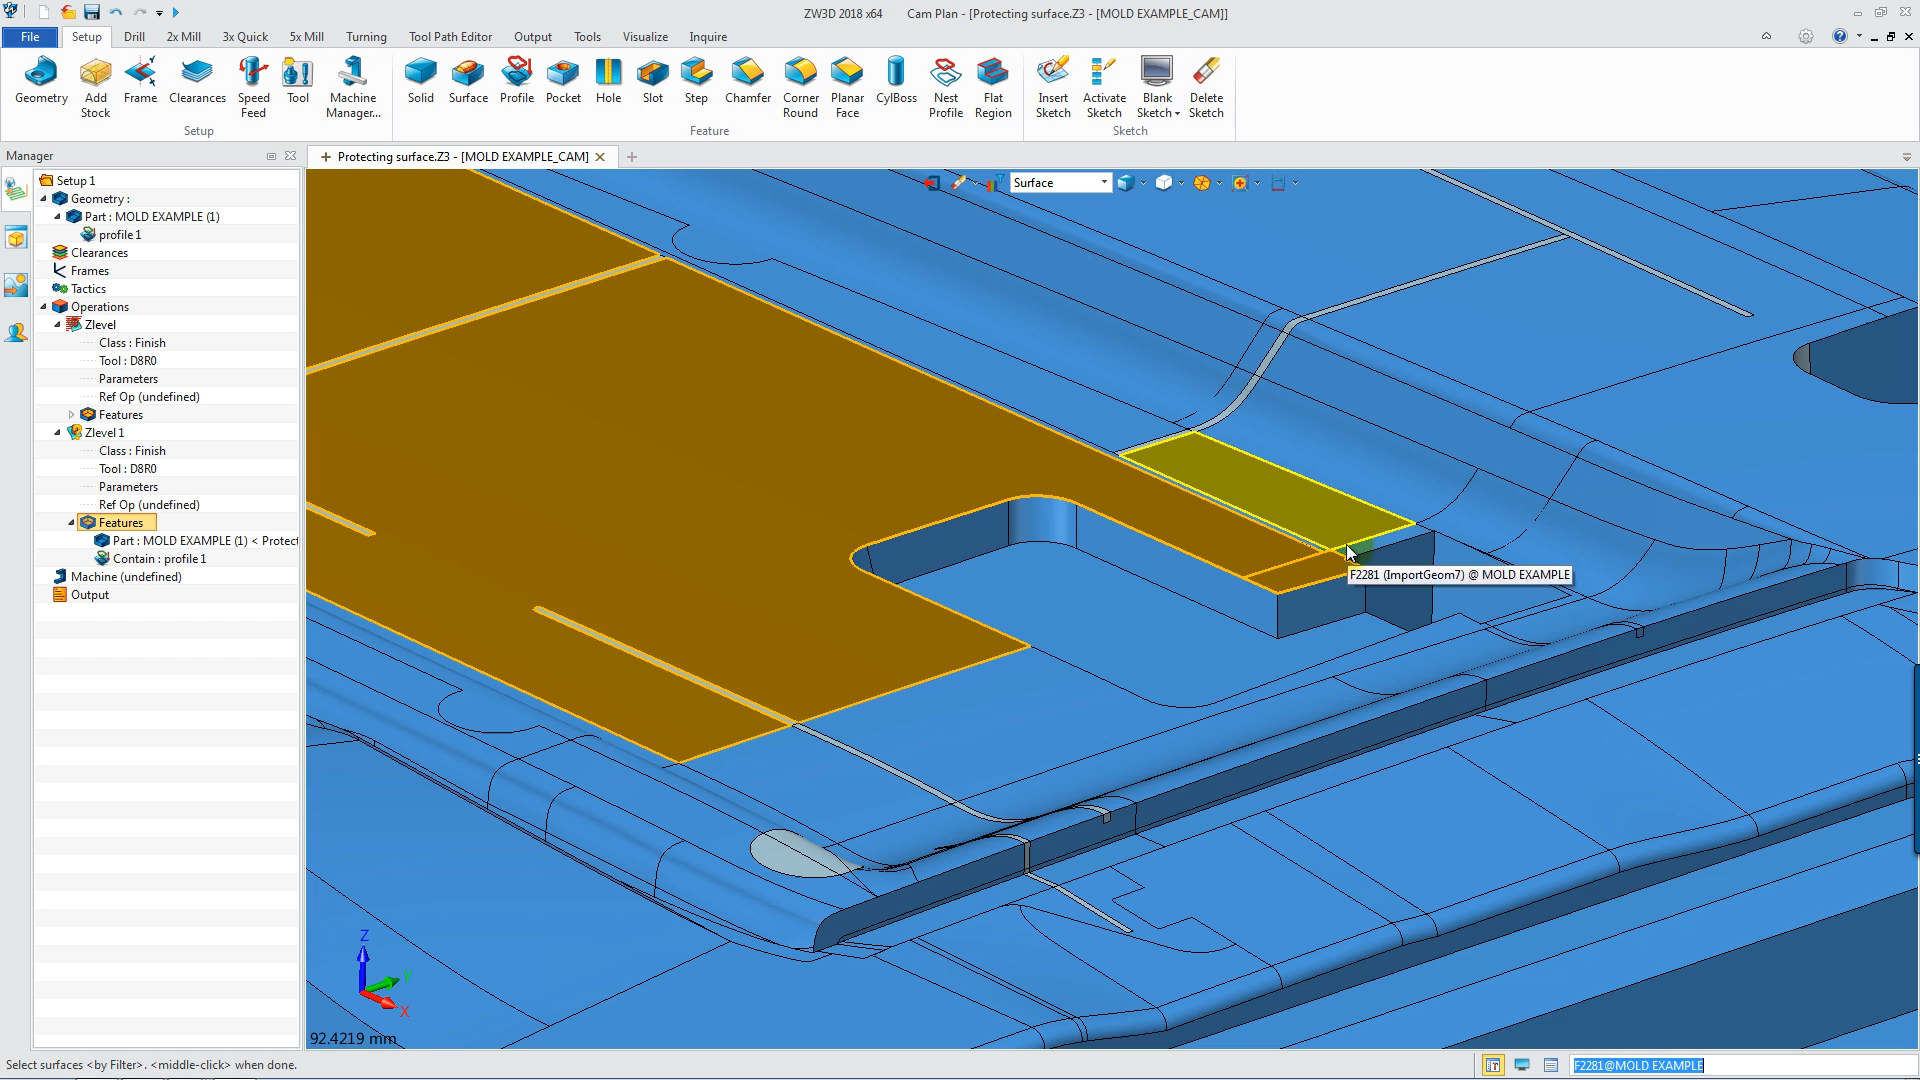 ZW3D 2018 x64 Cam Plan - [Protecting surface.Z3 - [MOLD EXAMPLE_CAM]]
File Setup Drill 2x Mill 3x Quick 5x Mill Turning Tool Path Editor Output Tools Visualize Inquire
Geometry Add Stock Frame Clearances Speed Feed Tool Machine Manager... Solid Surface Profile Pocket Hole Slot Step Chamfer Corner Round Planar Face CylBoss Nest Profile Flat Region Insert Sketch Activate Sketch Blank Sketch Delete Sketch
Setup Feature Sketch
Manager
Protecting surface.Z3 - [MOLD EXAMPLE_CAM]
Surface
Setup 1
Geometry :
Part : MOLD EXAMPLE (1)
profile 1
Clearances
Frames
Tactics
Operations
Zlevel
Class : Finish
Tool : D8R0
Parameters
Ref Op (undefined)
Features
Zlevel 1
Class : Finish
Tool : D8R0
Parameters
Ref Op (undefined)
Features
Part : MOLD EXAMPLE (1) < Protect
Contain : profile 1
Machine (undefined)
Output
F2281 (ImportGeom7) @ MOLD EXAMPLE
Z
Y
X
92.4219 mm
Select surfaces <by Filter>. <middle-click> when done.
F2281@MOLD EXAMPLE